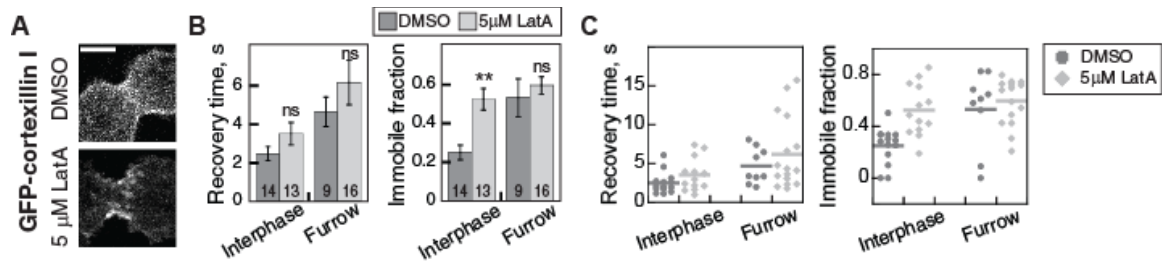 A
GFP-cortexillin I
DMSO
5 µM LatA
B
DMSO
5µM LatA
Recovery time, s
6
4
2
0
ns
ns
14
13
9
16
Interphase
Furrow
Immobile fraction
0.6
0.4
0.2
0
**
ns
14
13
9
16
Interphase
Furrow
C
Recovery time, s
15
10
5
0
Interphase
Furrow
Immobile fraction
0.8
0.4
0
Interphase
Furrow
DMSO
5µM LatA